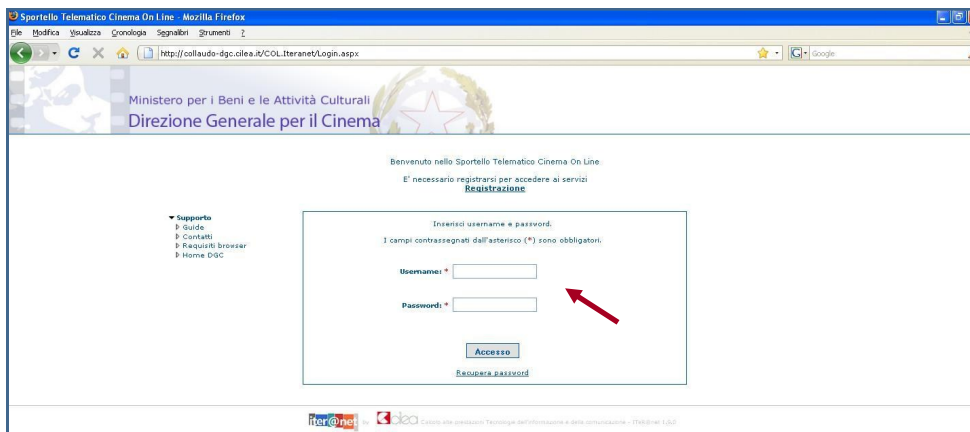 Sportello Telematico Cinema On Line - Mozilla Firefox
File Modifica Visualizza Cronologia Segnalibri Strumenti ?
http://collaudo-dgc.cilea.it/COL.Iteranet/Login.aspx
Google
Ministero per i Beni e le Attività Culturali
Direzione Generale per il Cinema
Benvenuto nello Sportello Telematico Cinema On Line
E' necessario registrarsi per accedere ai servizi
Registrazione
Supporto
Guide
Contatti
Requisiti browser
Home DGC
Inserisci username e password.
I campi contrassegnati dall'asterisco (*) sono obbligatori.
Username: *
Password: *
Accesso
Recupera password
iter@net by cilea